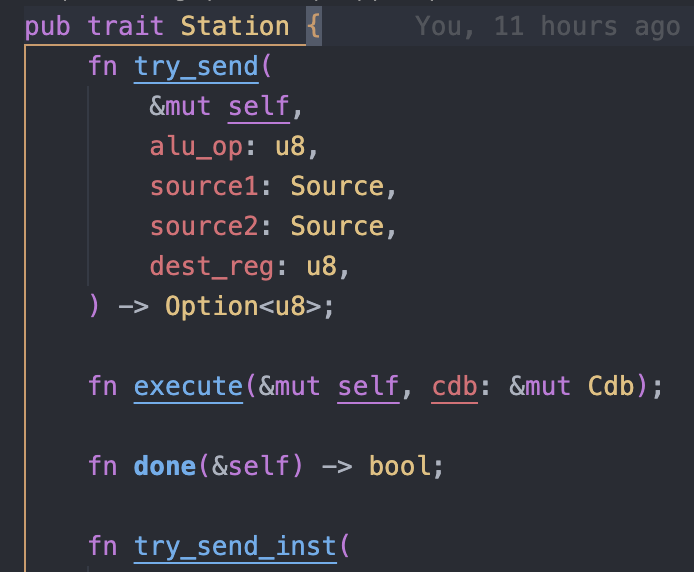 pub trait Station { You, 11 hours ago
fn try_send(
&mut self,
alu_op: u8,
source1: Source,
source2: Source,
dest_reg: u8,
) -> Option<u8>;
fn execute(&mut self, cdb: &mut Cdb);
fn done(&self) -> bool;
fn try_send_inst(